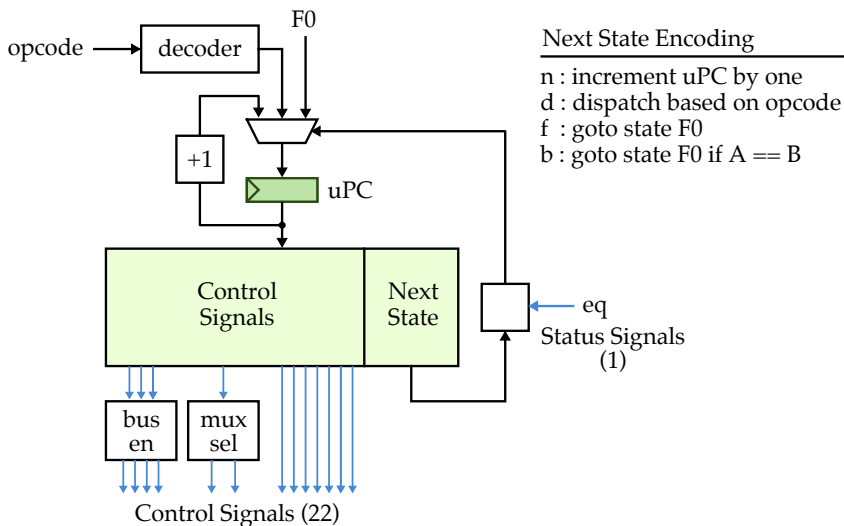 F0
opcode
decoder
Next State Encoding
n : increment uPC by one
d : dispatch based on opcode
f : goto state F0
b : goto state F0 if A == B
+1
uPC
Control
Signals
Next
State
eq
Status Signals
(1)
bus
en
mux
sel
Control Signals (22)